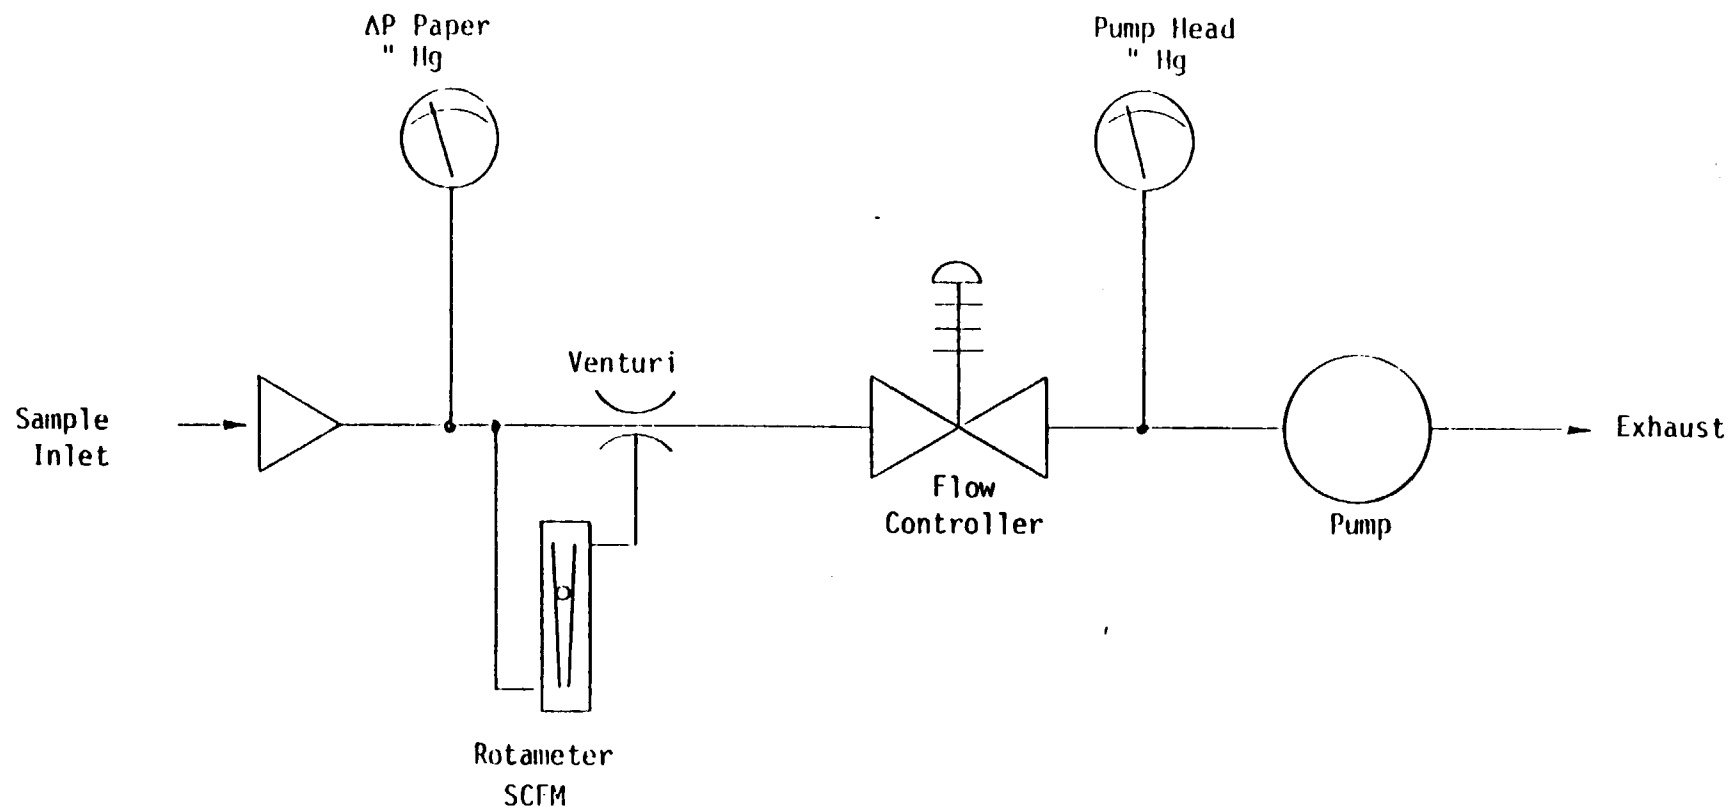 ΔP Paper
" Hg
Pump Head
" Hg
Venturi
Sample
Inlet
Exhaust
Flow
Controller
Pump
Rotameter
SCFM